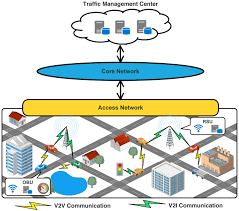 Traffic Management Center
Core Network
Access Network
RSU
OBU
V2V Communication
V2I Communication